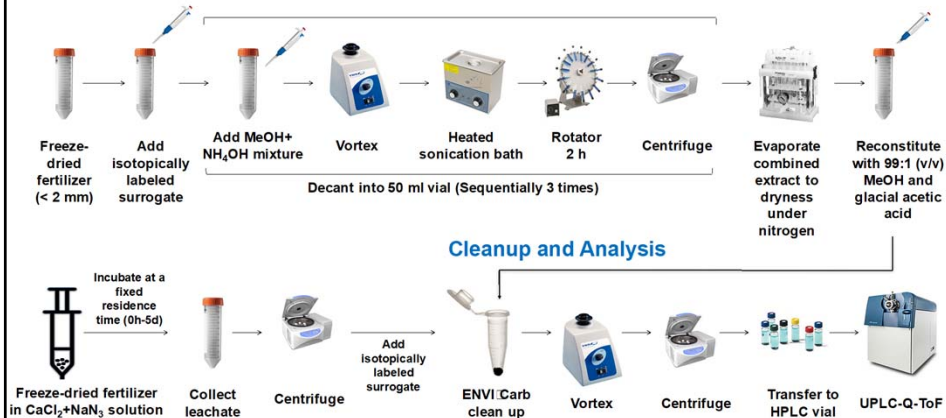 Freeze-
dried
fertilizer
(< 2 mm)
Add
isotopically
labeled
surrogate
Add MeOH+
NH4OH mixture
Vortex
Heated
sonication bath
Rotator
2 h
Centrifuge
Decant into 50 ml vial (Sequentially 3 times)
Evaporate
combined
extract to
dryness
under
nitrogen
Reconstitute
with 99:1 (v/v)
MeOH and
glacial acetic
acid
Cleanup and Analysis
Incubate at a
fixed
residence
time (0h-5d)
Freeze-dried fertilizer
in CaCl₂+NaN₃ solution
Collect
leachate
Centrifuge
Add
isotopically
labeled
surrogate
ENVI Carb
clean up
Vortex
Centrifuge
Transfer to
HPLC vial
UPLC-Q-ToF